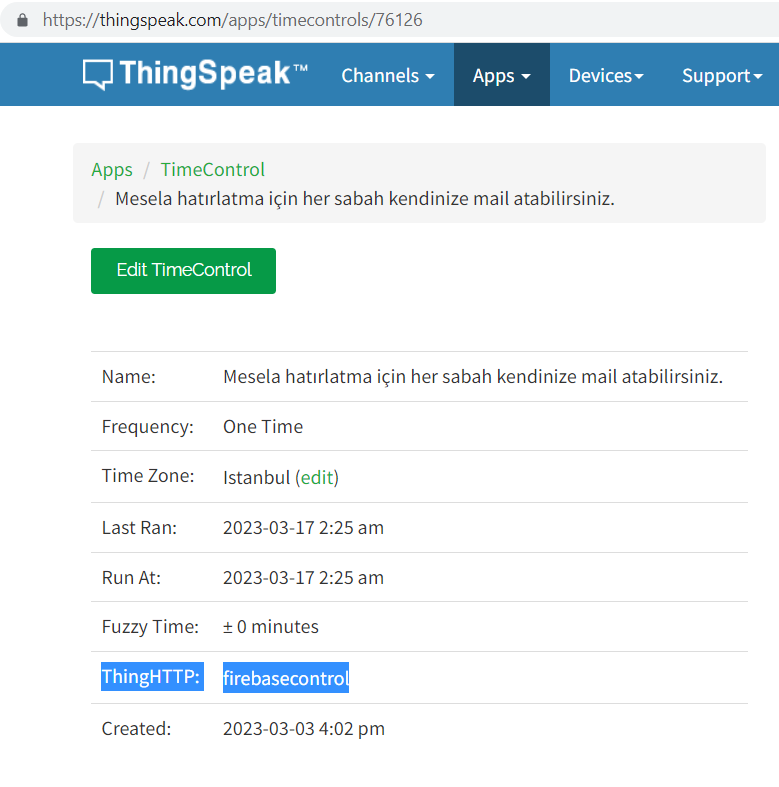 https://thingspeak.com/apps/timecontrols/76126
ThingSpeak™ Channels Apps Devices Support
Apps / TimeControl
/ Mesela hatırlatma için her sabah kendinize mail atabilirsiniz.
Edit TimeControl
Name: Mesela hatırlatma için her sabah kendinize mail atabilirsiniz.
Frequency: One Time
Time Zone: Istanbul (edit)
Last Ran: 2023-03-17 2:25 am
Run At: 2023-03-17 2:25 am
Fuzzy Time: ± 0 minutes
ThingHTTP: firebasecontrol
Created: 2023-03-03 4:02 pm